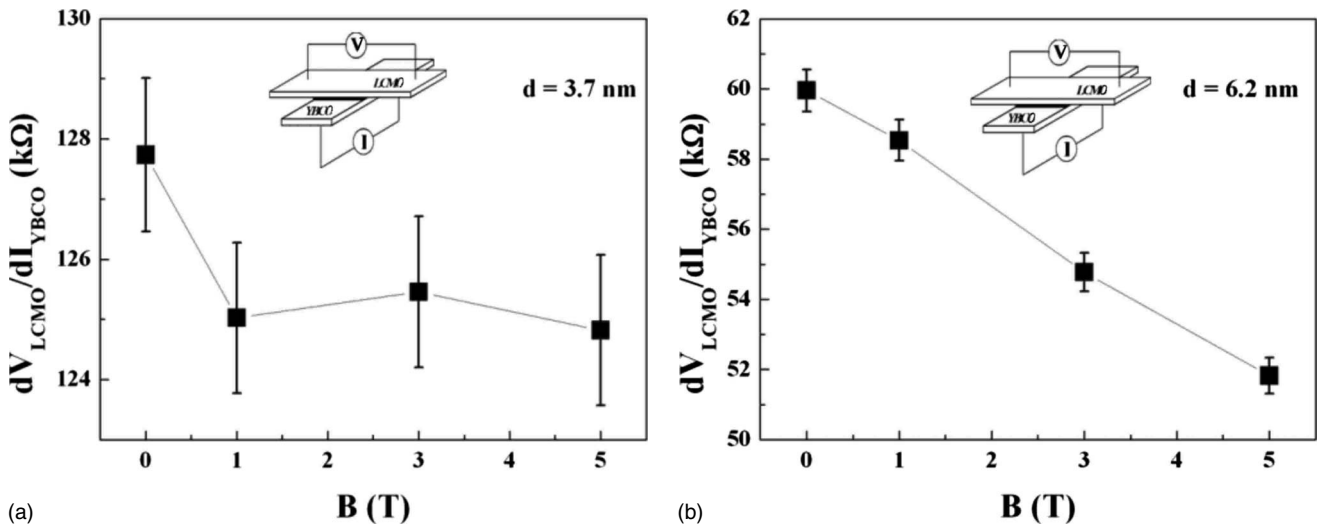 130
128
126
124
dV_LCMO/dI_YBCO (kΩ)
V
LCMO
YBCO
I
d = 3.7 nm
0 1 2 3 4 5
B (T)
(a)
62
60
58
56
54
52
50
dV_LCMO/dI_YBCO (kΩ)
V
LCMO
YBCO
I
d = 6.2 nm
0 1 2 3 4 5
B (T)
(b)